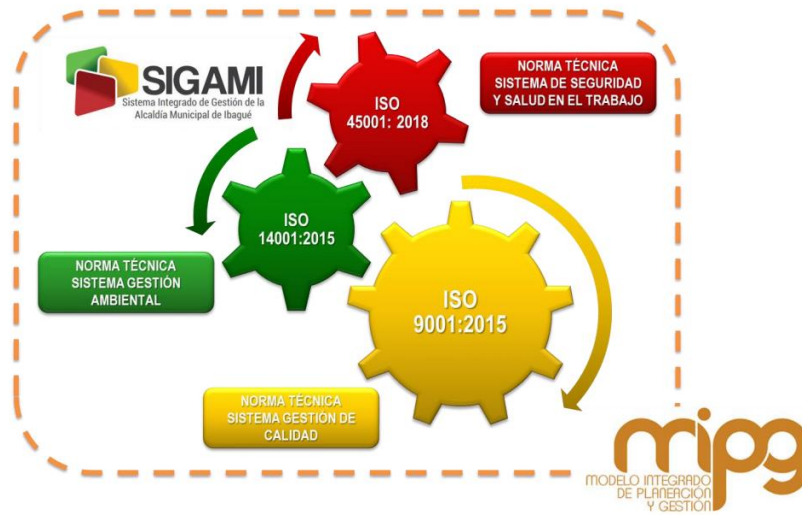 SIGAMI
Sistema Integrado de Gestión de la
Alcaldía Municipal de Ibagué
ISO
45001: 2018
NORMA TÉCNICA
SISTEMA DE SEGURIDAD
Y SALUD EN EL TRABAJO
ISO
14001:2015
NORMA TÉCNICA
SISTEMA GESTIÓN
AMBIENTAL
ISO
9001:2015
NORMA TÉCNICA
SISTEMA GESTIÓN DE
CALIDAD
mipg
MODELO INTEGRADO
DE PLANEACIÓN
Y GESTIÓN